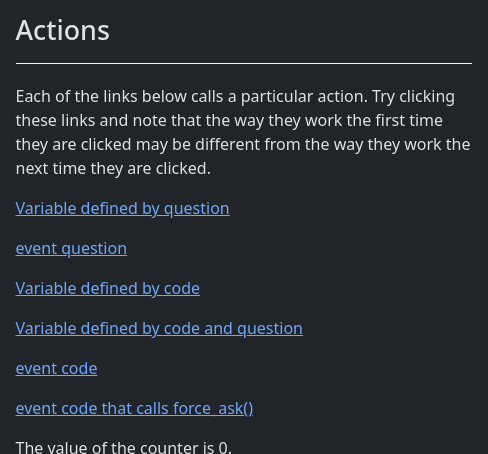 Actions
Each of the links below calls a particular action. Try clicking
these links and note that the way they work the first time
they are clicked may be different from the way they work the
next time they are clicked.
Variable defined by question
event question
Variable defined by code
Variable defined by code and question
event code
event code that calls force_ask()
The value of the counter is 0.